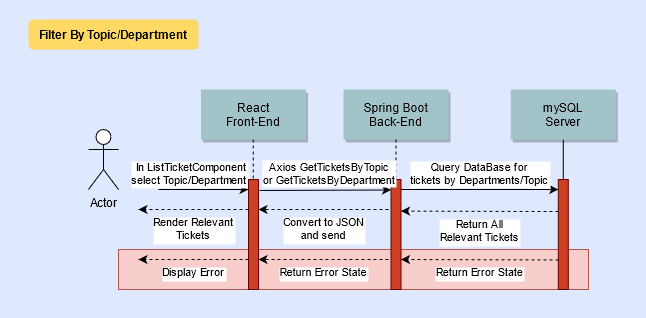 Filter By Topic/Department
React
Front-End
Spring Boot
Back-End
mySQL
Server
Actor
In ListTicketComponent
select Topic/Department
Axios GetTicketsByTopic
or GetTicketsByDepartment
Query DataBase for
tickets by Departments/Topic
Render Relevant
Tickets
Convert to JSON
and send
Return All
Relevant Tickets
Display Error
Return Error State
Return Error State